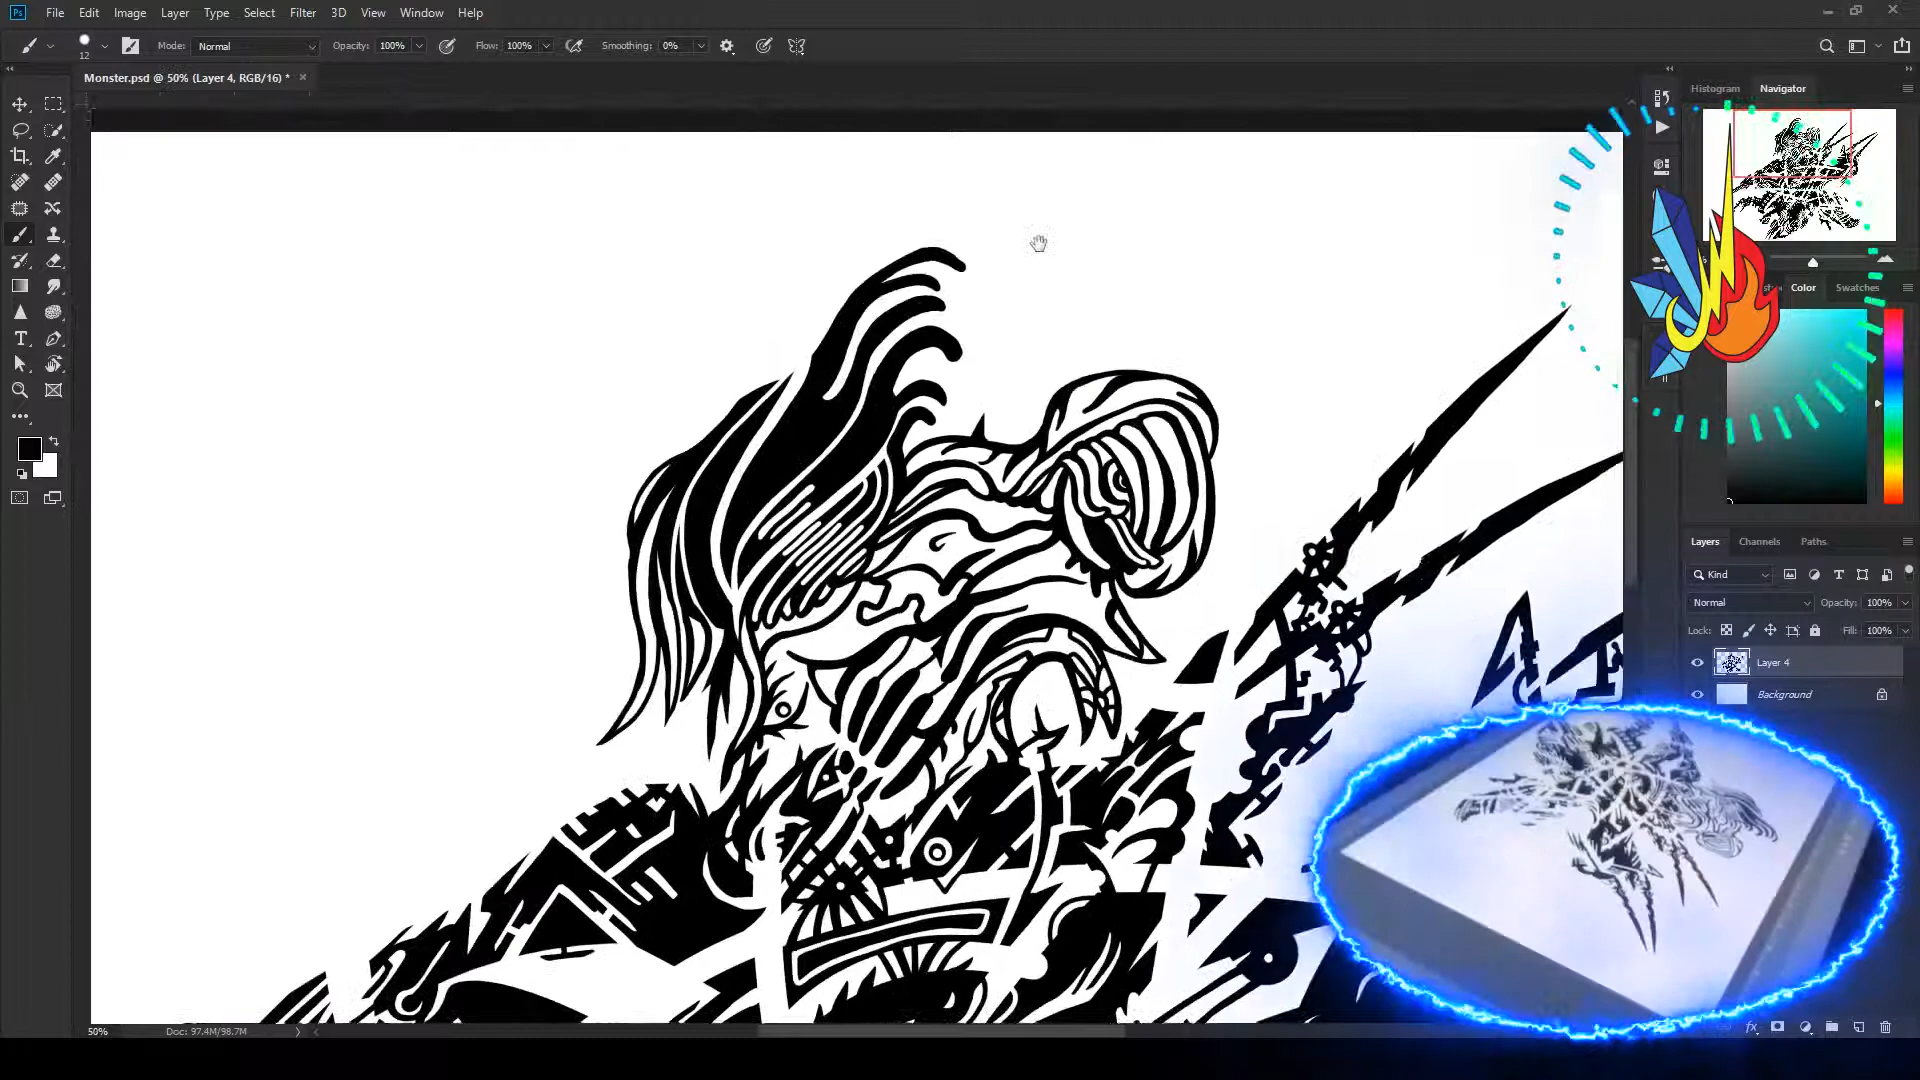 Ps File Edit Image Layer Type Select Filter 3D View Window Help
12 Mode: Normal Opacity: 100% Flow: 100% Smoothing: 0%
Monster.psd @ 50% (Layer 4, RGB/16) *
Histogram Navigator
Color Swatches
Layers Channels Paths
Kind
Normal Opacity: 100%
Lock: Fill: 100%
Layer 4
Background
50% Doc: 97.4M/98.7M
fx